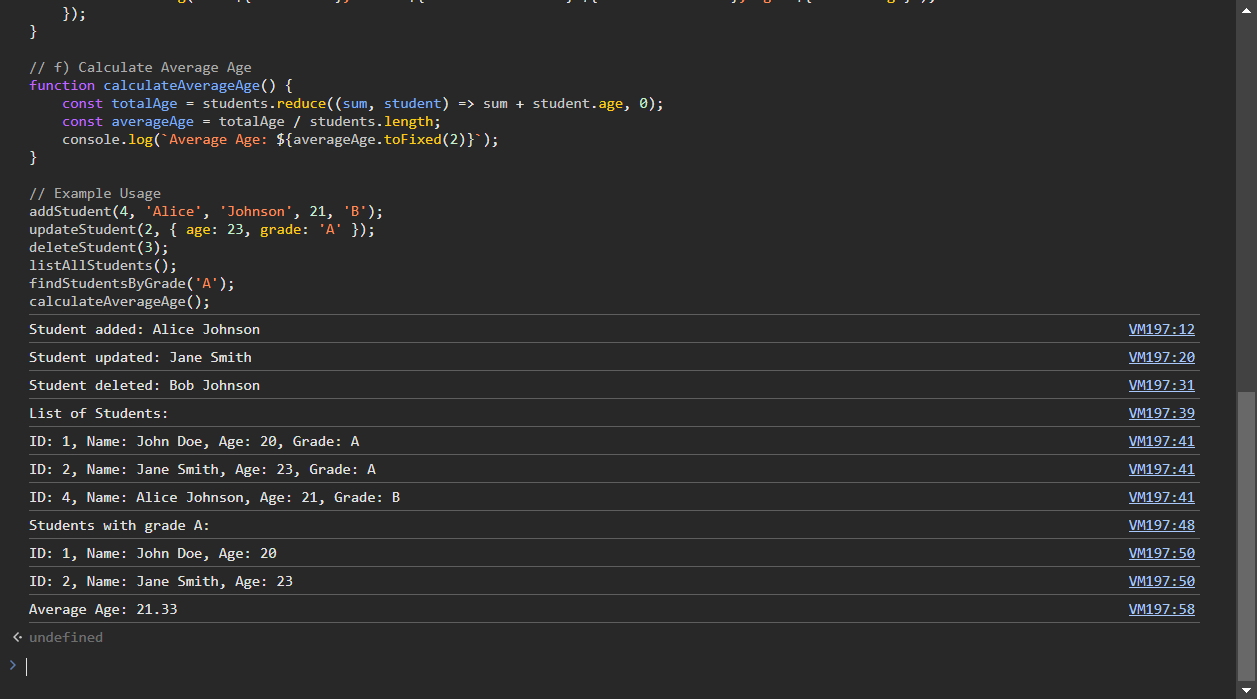 });
}
// f) Calculate Average Age
function calculateAverageAge() {
    const totalAge = students.reduce((sum, student) => sum + student.age, 0);
    const averageAge = totalAge / students.length;
    console.log(`Average Age: ${averageAge.toFixed(2)}`);
}
// Example Usage
addStudent(4, 'Alice', 'Johnson', 21, 'B');
updateStudent(2, { age: 23, grade: 'A' });
deleteStudent(3);
listAllStudents();
findStudentsByGrade('A');
calculateAverageAge();
Student added: Alice Johnson VM197:12
Student updated: Jane Smith VM197:20
Student deleted: Bob Johnson VM197:31
List of Students: VM197:39
ID: 1, Name: John Doe, Age: 20, Grade: A VM197:41
ID: 2, Name: Jane Smith, Age: 23, Grade: A VM197:41
ID: 4, Name: Alice Johnson, Age: 21, Grade: B VM197:41
Students with grade A: VM197:48
ID: 1, Name: John Doe, Age: 20 VM197:50
ID: 2, Name: Jane Smith, Age: 23 VM197:50
Average Age: 21.33 VM197:58
undefined